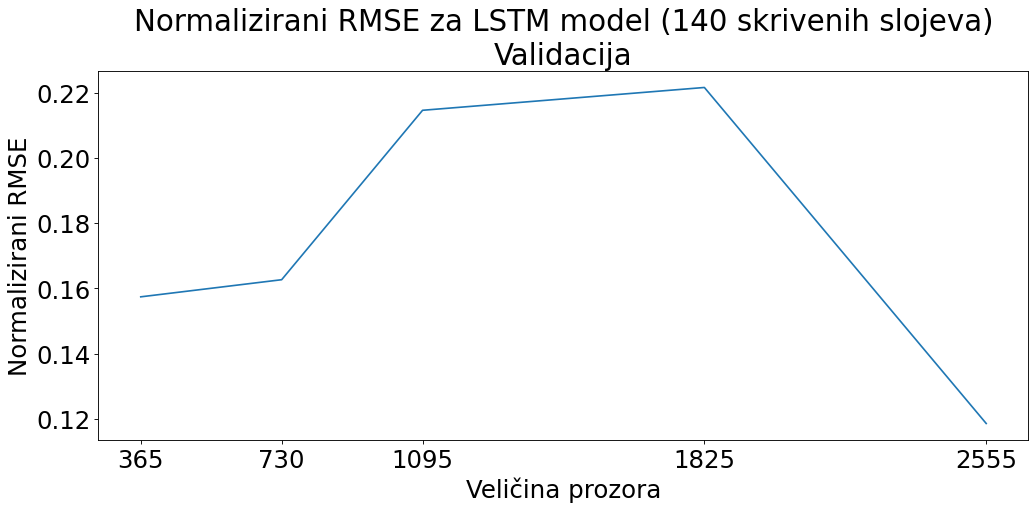 Normalizirani RMSE za LSTM model (140 skrivenih slojeva)
Validacija
Normalizirani RMSE
0.22
0.20
0.18
0.16
0.14
0.12
365 730 1095 1825 2555
Veličina prozora